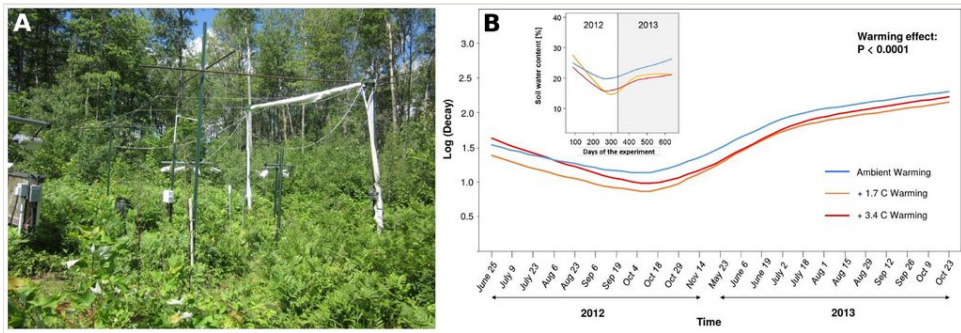 A
B
Log (Decay)
3.0
2.5
2.0
1.5
1.0
0.5
Soil water content [%]
40
30
20
10
2012
2013
100
200
300
400
500
600
Days of the experiment
Warming effect:
P < 0.0001
Ambient Warming
+ 1.7 C Warming
+ 3.4 C Warming
June 25
July 9
July 23
Aug 6
Aug 23
Sep 6
Sep 19
Oct 4
Oct 18
Oct 29
Nov 14
May 23
June 6
June 19
July 2
July 18
Aug 1
Aug 15
Aug 29
Sep 12
Sep 26
Oct 9
Oct 23
2012
2013
Time